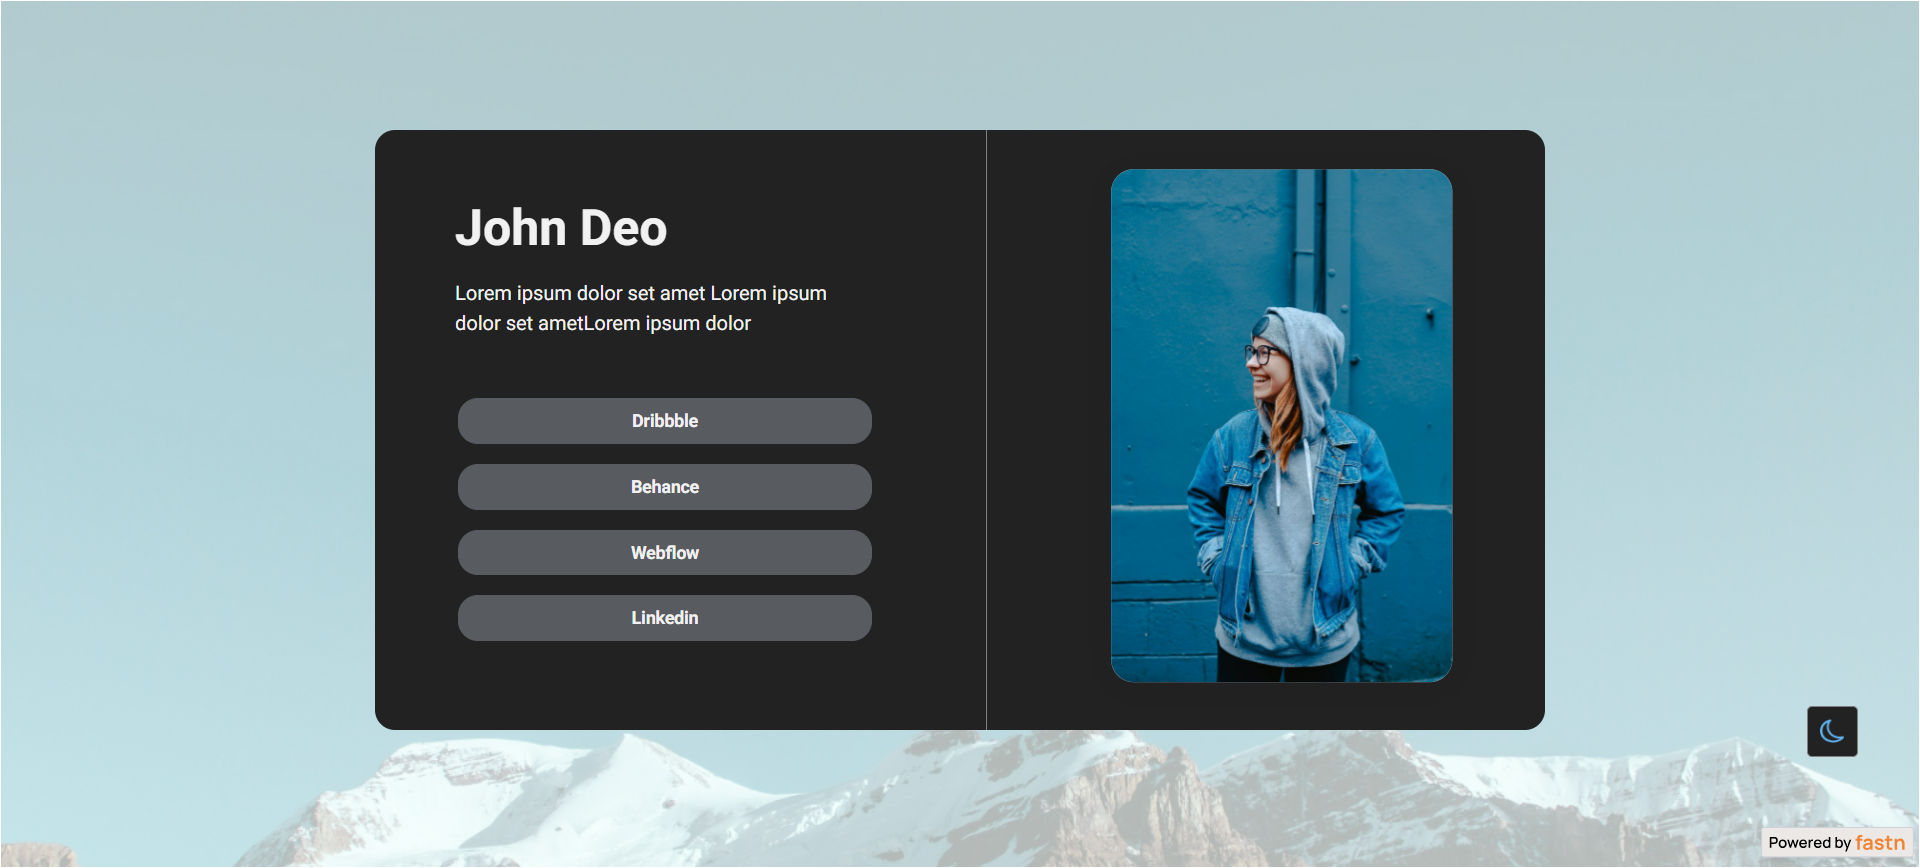 John Deo
Lorem ipsum dolor set amet Lorem ipsum
dolor set ametLorem ipsum dolor
Dribbble
Behance
Webflow
Linkedin
Powered by fastn